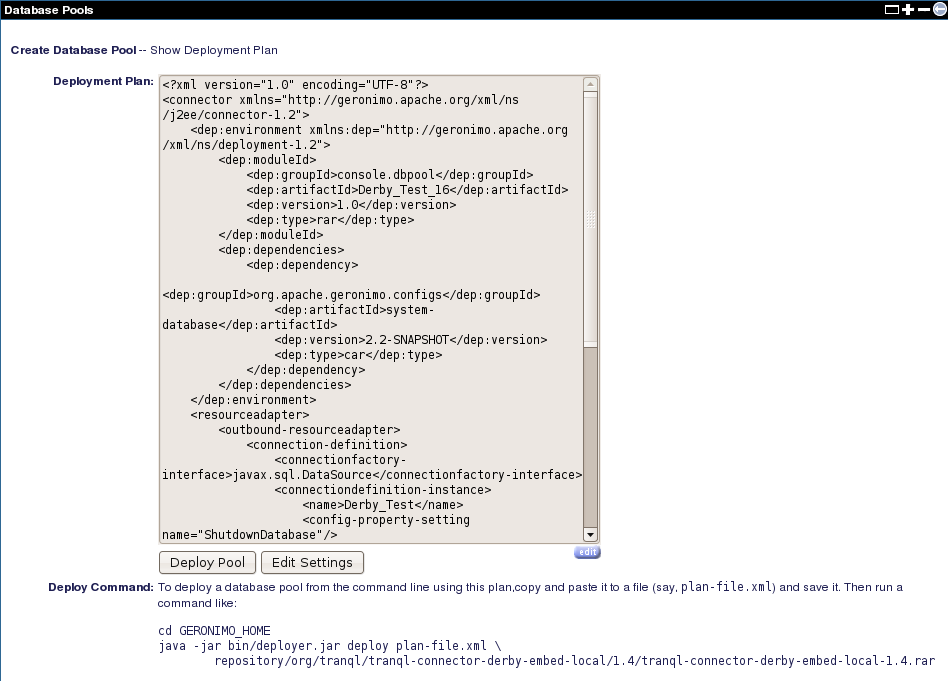 Database Pools
Create Database Pool -- Show Deployment Plan
Deployment Plan:
<?xml version="1.0" encoding="UTF-8"?>
<connector xmlns="http://geronimo.apache.org/xml/ns
/j2ee/connector-1.2">
    <dep:environment xmlns:dep="http://geronimo.apache.org
/xml/ns/deployment-1.2">
        <dep:moduleId>
            <dep:groupId>console.dbpool</dep:groupId>
            <dep:artifactId>Derby_Test_16</dep:artifactId>
            <dep:version>1.0</dep:version>
            <dep:type>rar</dep:type>
        </dep:moduleId>
        <dep:dependencies>
            <dep:dependency>

<dep:groupId>org.apache.geronimo.configs</dep:groupId>
                <dep:artifactId>system-
database</dep:artifactId>
                <dep:version>2.2-SNAPSHOT</dep:version>
                <dep:type>car</dep:type>
            </dep:dependency>
        </dep:dependencies>
    </dep:environment>
    <resourceadapter>
        <outbound-resourceadapter>
            <connection-definition>
                <connectionfactory-
interface>javax.sql.DataSource</connectionfactory-interface>
                <connectiondefinition-instance>
                    <name>Derby_Test</name>
                    <config-property-setting
name="ShutdownDatabase"/>
edit
Deploy Pool Edit Settings
Deploy Command: To deploy a database pool from the command line using this plan,copy and paste it to a file (say, plan-file.xml) and save it. Then run a
command like:
cd GERONIMO_HOME
java -jar bin/deployer.jar deploy plan-file.xml \
        repository/org/tranql/tranql-connector-derby-embed-local/1.4/tranql-connector-derby-embed-local-1.4.rar